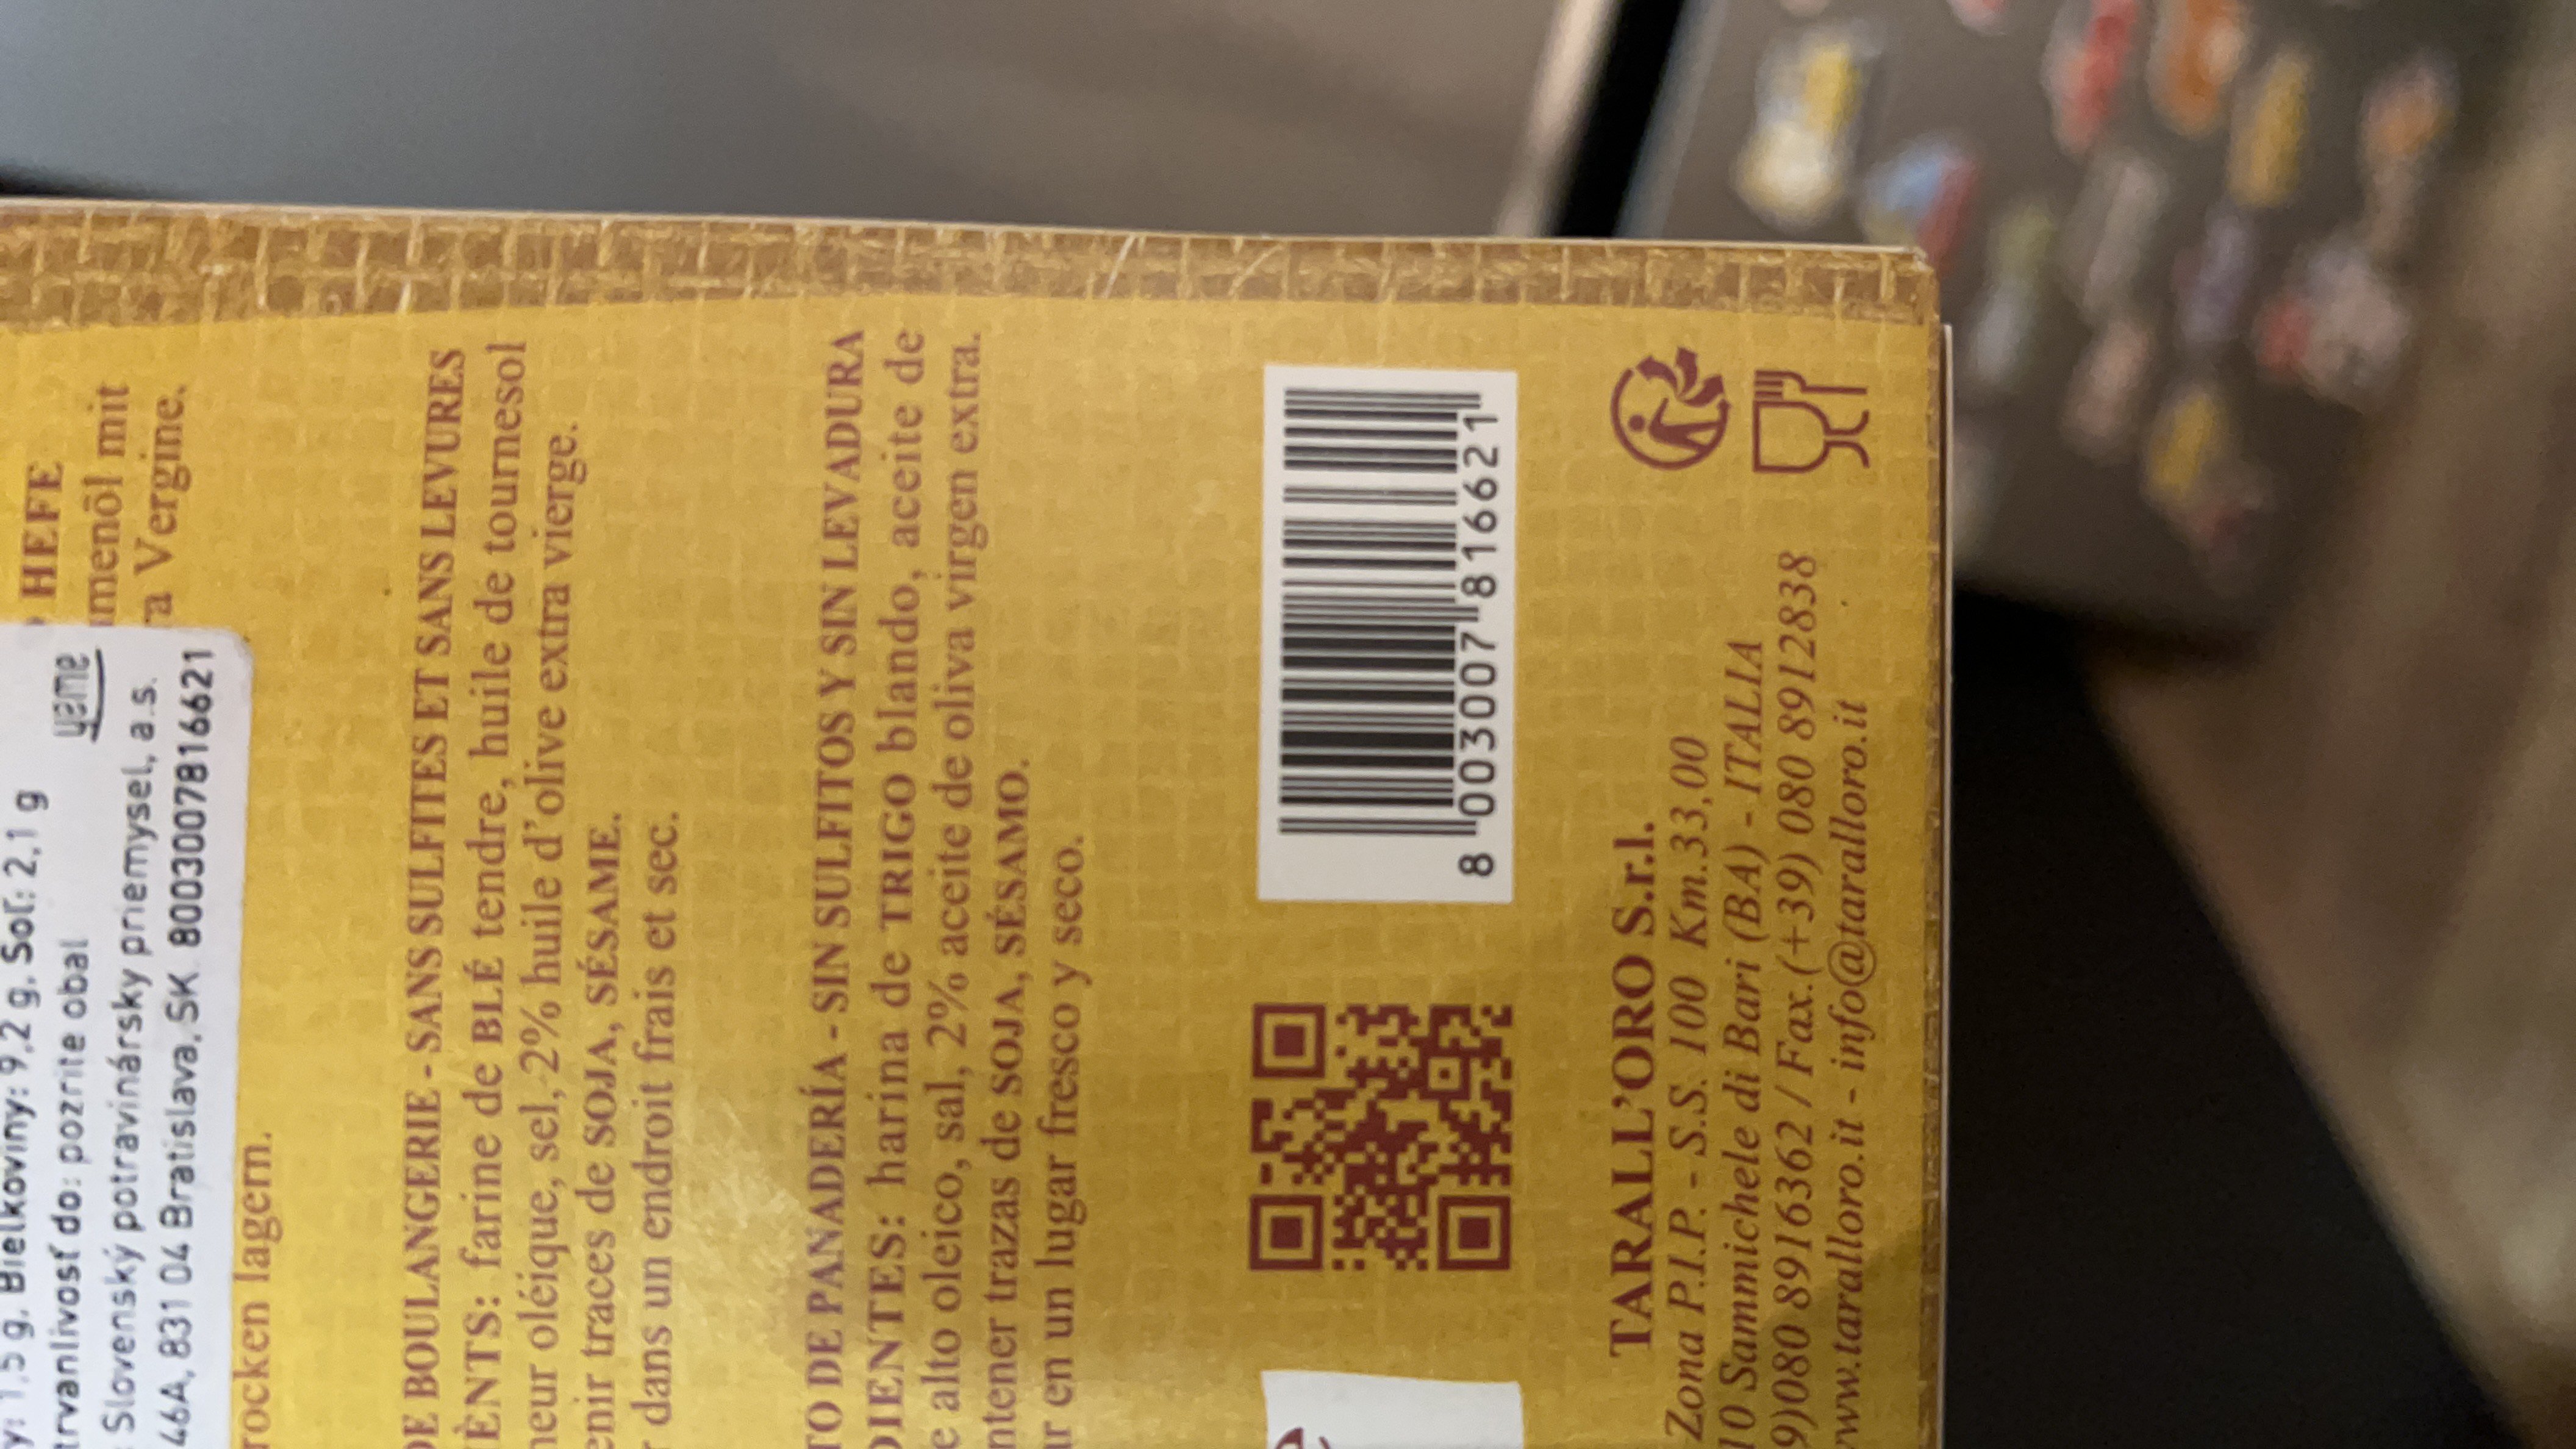 HEFE
menöl mit
a Vergine.
yame
1,5 g, Bielkoviny: 9,2 g, Soľ: 2,1 g
trvanlivosť do: pozrite obal
Slovenský potravinársky priemysel, a.s.
46A, 831 04 Bratislava, SK 8003007816621
rocken lagern.
DE BOULANGERIE - SANS SULFITES ET SANS LEVURES
farine de BLÉ tendre, huile de tournesol
neur oléique, sel, 2% huile d'olive extra vierge.
enir traces de SOJA, SÉSAME.
r dans un endroit frais et sec.
TO DE PANADERÍA - SIN SULFITOS Y SIN LEVADURA
DIENTES: harina de TRIGO blando, aceite de
e alto oleico, sal, 2% aceite de oliva virgen extra.
ntener trazas de SOJA, SÉSAMO.
ar en un lugar fresco y seco.
8 003007 816621
TARALL'ORO S.r.l.
Zona P.I.P. - S.S. 100 Km.33,00
10 Sammichele di Bari (BA) - ITALIA
9)080 8916362 / Fax.(+39) 080 8912838
ww.taralloro.it - info@taralloro.it